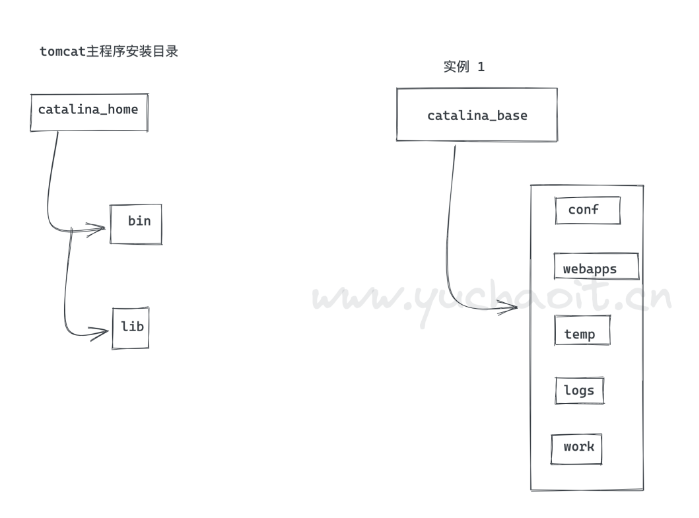 tomcat主程序安装目录
catalina_home
bin
lib
实例 1
catalina_base
conf
webapps
temp
logs
work
www.yuchaoit.cn